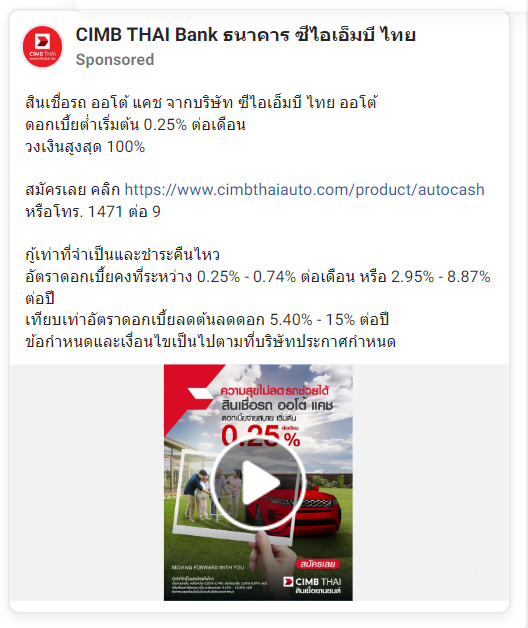 CIMB THAI Bank ธนาคาร ซีไอเอ็มบี ไทย
Sponsored
สินเชื่อรถ ออโต้ แคช จากบริษัท ซีไอเอ็มบี ไทย ออโต้
ดอกเบี้ยต่ำเริ่มต้น 0.25% ต่อเดือน
วงเงินสูงสุด 100%
สมัครเลย คลิก https://www.cimbthaiauto.com/product/autocash
หรือโทร. 1471 ต่อ 9
กู้เท่าที่จำเป็นและชำระคืนไหว
อัตราดอกเบี้ยคงที่ระหว่าง 0.25% - 0.74% ต่อเดือน หรือ 2.95% - 8.87%
ต่อปี
เทียบเท่าอัตราดอกเบี้ยลดต้นลดดอก 5.40% - 15% ต่อปี
ข้อกำหนดและเงื่อนไขเป็นไปตามที่บริษัทประกาศกำหนด
ความสุขไม่ลด รถช่วยได้
สินเชื่อรถ ออโต้ แคช
ดอกเบี้ยจ่ายสบาย เริ่มต้น
0.25% ต่อเดือน
MOVING FORWARD WITH YOU
สมัครเลย
CIMB THAI
สินเชื่อยานยนต์